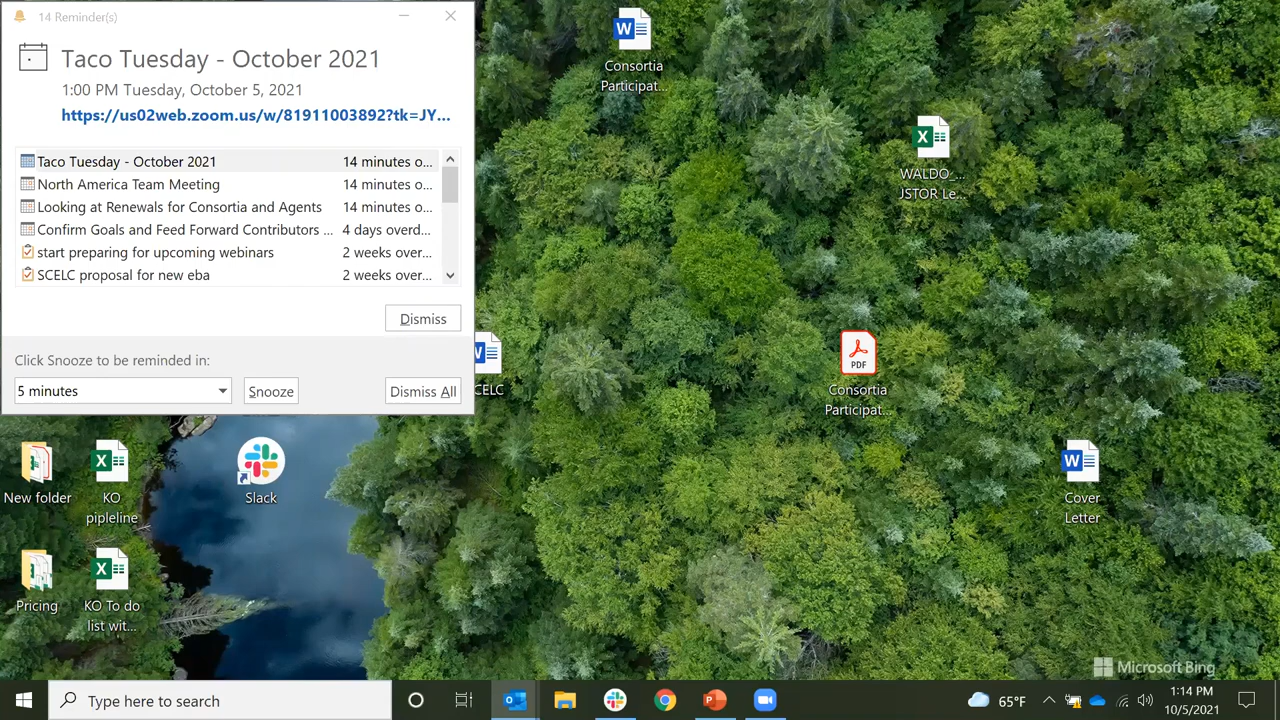 14 Reminder(s)
Taco Tuesday - October 2021
1:00 PM Tuesday, October 5, 2021
https://us02web.zoom.us/w/81911003892?tk=JY...
Taco Tuesday - October 2021 14 minutes o...
North America Team Meeting 14 minutes o...
Looking at Renewals for Consortia and Agents 14 minutes o...
Confirm Goals and Feed Forward Contributors ... 4 days overd...
start preparing for upcoming webinars 2 weeks over...
SCELC proposal for new eba 2 weeks over...
Dismiss
Click Snooze to be reminded in:
5 minutes
Snooze
Dismiss All
Consortia
Participat...
WALDO_...
JSTOR Le...
CELC
PDF
Consortia
Participat...
New folder
KO
pipleline
Slack
Cover
Letter
Pricing
KO To do
list wit...
Microsoft Bing
Type here to search
65°F
1:14 PM
10/5/2021